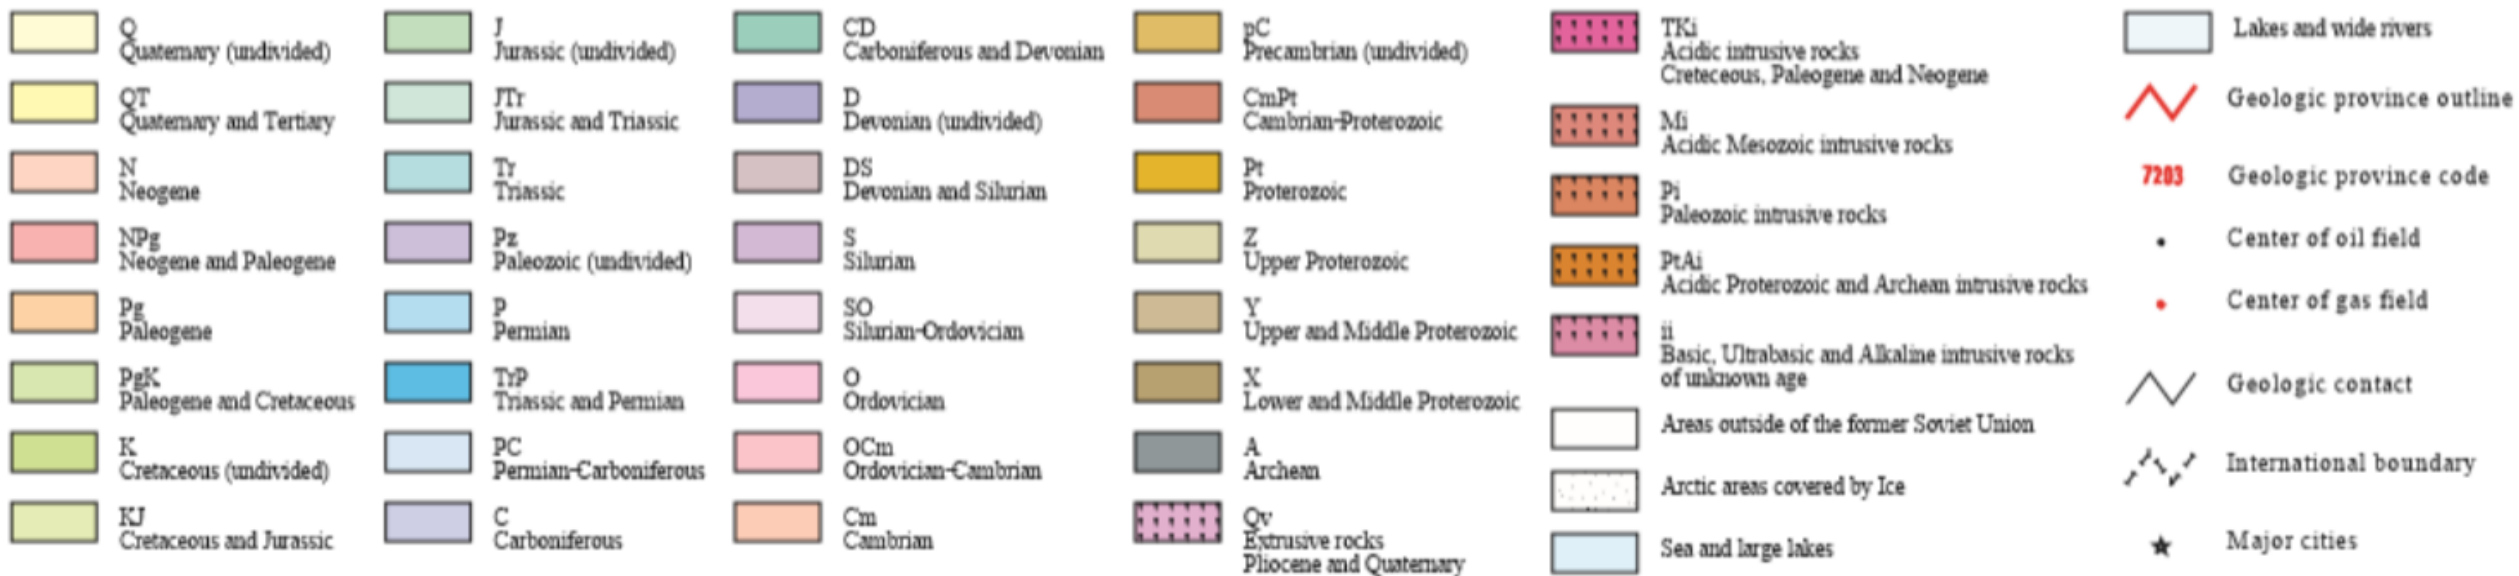 Q
Quaternary (undivided)
QT
Quaternary and Tertiary
N
Neogene
NPg
Neogene and Paleogene
Pg
Paleogene
PgK
Paleogene and Cretaceous
K
Cretaceous (undivided)
KJ
Cretaceous and Jurassic
J
Jurassic (undivided)
JTr
Jurassic and Triassic
Tr
Triassic
Pz
Paleozoic (undivided)
P
Permian
TrP
Triassic and Permian
PC
Permian-Carboniferous
C
Carboniferous
CD
Carboniferous and Devonian
D
Devonian (undivided)
DS
Devonian and Silurian
S
Silurian
SO
Silurian-Ordovician
O
Ordovician
OCm
Ordovician-Cambrian
Cm
Cambrian
pC
Precambrian (undivided)
CmPt
Cambrian-Proterozoic
Pt
Proterozoic
Z
Upper Proterozoic
Y
Upper and Middle Proterozoic
X
Lower and Middle Proterozoic
A
Archean
Qv
Extrusive rocks
Pliocene and Quaternary
TKi
Acidic intrusive rocks
Creteceous, Paleogene and Neogene
Mi
Acidic Mesozoic intrusive rocks
Pi
Paleozoic intrusive rocks
PtAi
Acidic Proterozoic and Archean intrusive rocks
ii
Basic, Ultrabasic and Alkaline intrusive rocks
of unknown age
Areas outside of the former Soviet Union
Arctic areas covered by Ice
Sea and large lakes
Lakes and wide rivers
Geologic province outline
7203 Geologic province code
Center of oil field
Center of gas field
Geologic contact
International boundary
Major cities